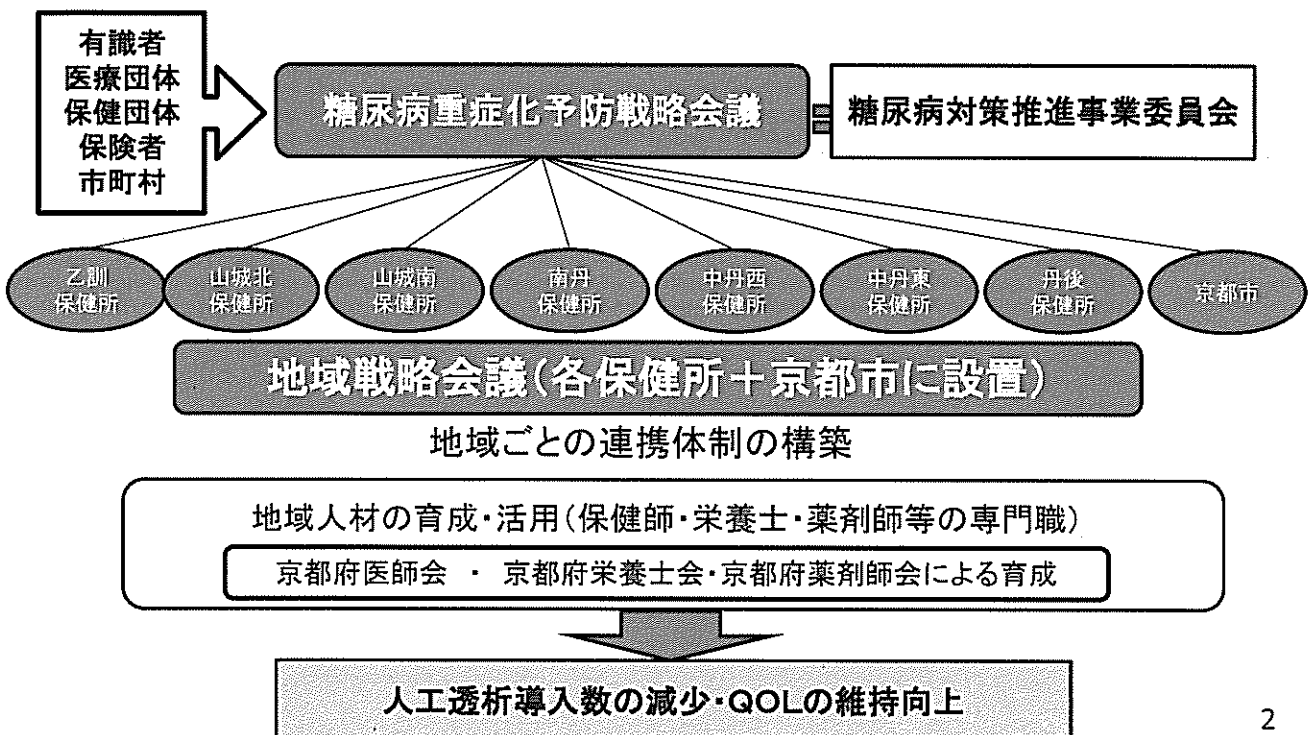 有識者
医療団体
保健団体
保険者
市町村
糖尿病重症化予防戦略会議
糖尿病対策推進事業委員会
乙訓
保健所
山城北
保健所
山城南
保健所
南丹
保健所
中丹西
保健所
中丹東
保健所
丹後
保健所
京都市
地域戦略会議(各保健所＋京都市に設置)
地域ごとの連携体制の構築
地域人材の育成・活用(保健師・栄養士・薬剤師等の専門職)
京都府医師会 ・ 京都府栄養士会・京都府薬剤師会による育成
人工透析導入数の減少・QOLの維持向上
2